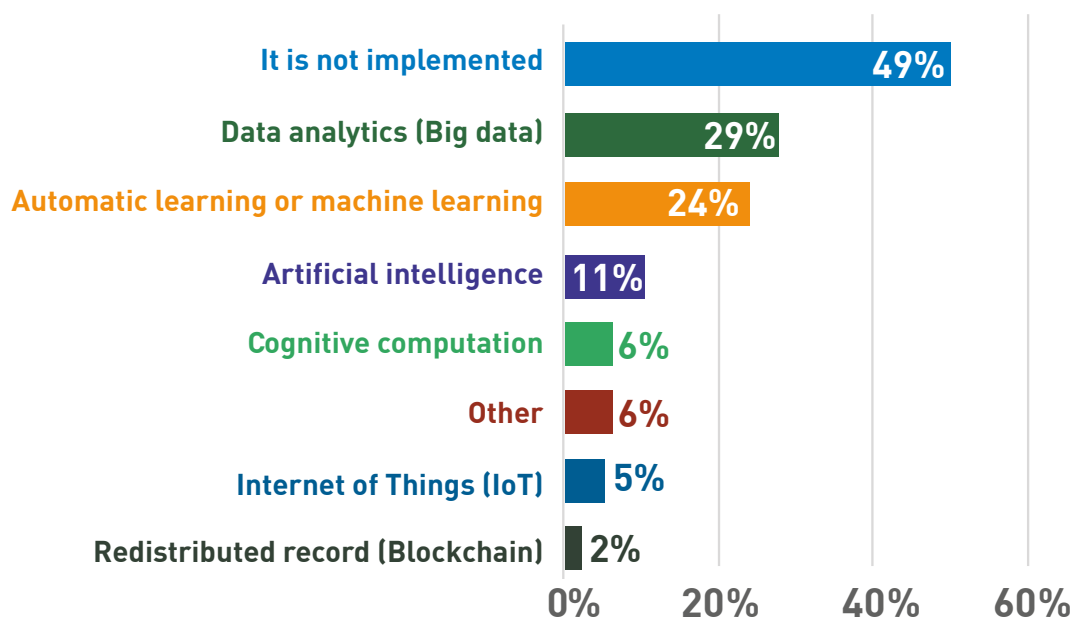 It is not implemented 49%
Data analytics (Big data) 29%
Automatic learning or machine learning 24%
Artificial intelligence 11%
Cognitive computation 6%
Other 6%
Internet of Things (IoT) 5%
Redistributed record (Blockchain) 2%
0% 20% 40% 60%